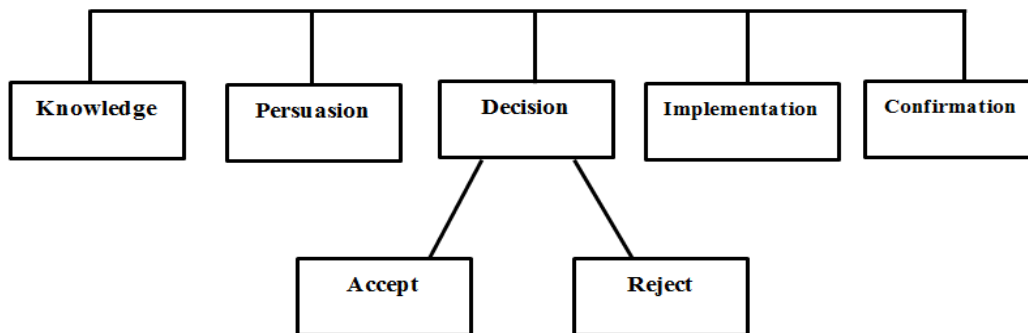 Knowledge
Persuasion
Decision
Implementation
Confirmation
Accept
Reject